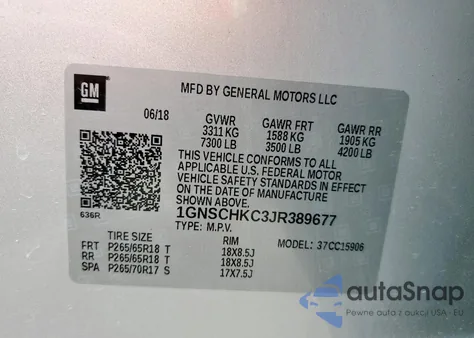 GM
MFD BY GENERAL MOTORS LLC
06/18 GVWR GAWR FRT GAWR RR
3311 KG 1588 KG 1905 KG
7300 LB 3500 LB 4200 LB
THIS VEHICLE CONFORMS TO ALL
APPLICABLE U.S. FEDERAL MOTOR
VEHICLE SAFETY STANDARDS IN
EFFECT ON THE DATE OF MANUFACTURE
SHOWN ABOVE.
1GNSCHKC3JR389677
636R
TYPE: M.P.V.
TIRE SIZE RIM MODEL: 37CC15906
FRT P265/65R18 T 18X8.5J
RR P265/65R18 T 18X8.5J
SPA P265/70R17 S 17X7.5J
autaSnap
Pewne auta z aukcji USA - EU